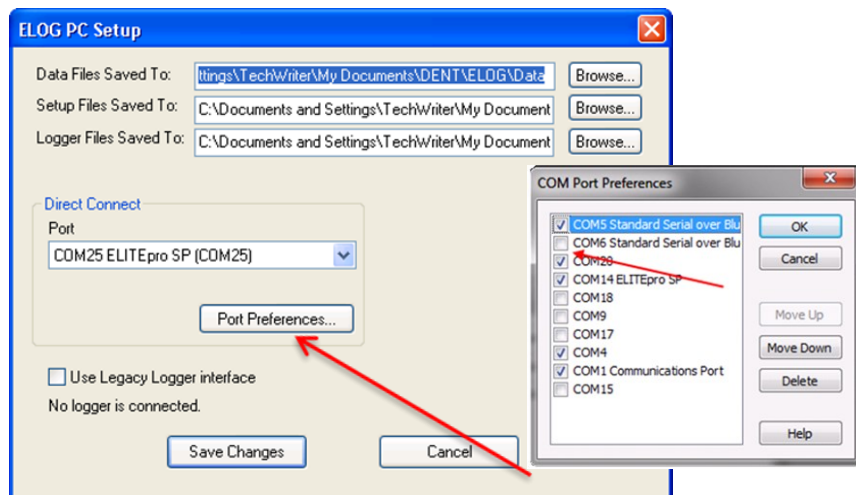 ELOG PC Setup
Data Files Saved To: ttings\TechWriter\My Documents\DENT\ELOG\Data Browse...
Setup Files Saved To: C:\Documents and Settings\TechWriter\My Document Browse...
Logger Files Saved To: C:\Documents and Settings\TechWriter\My Document Browse...
Direct Connect
Port
COM25 ELITEpro SP (COM25)
Port Preferences...
Use Legacy Logger interface
No logger is connected.
Save Changes Cancel
COM Port Preferences
COM5 Standard Serial over Blu
COM6 Standard Serial over Blu
COM20
COM14 ELITEpro SP
COM18
COM9
COM17
COM4
COM1 Communications Port
COM15
OK
Cancel
Move Up
Move Down
Delete
Help